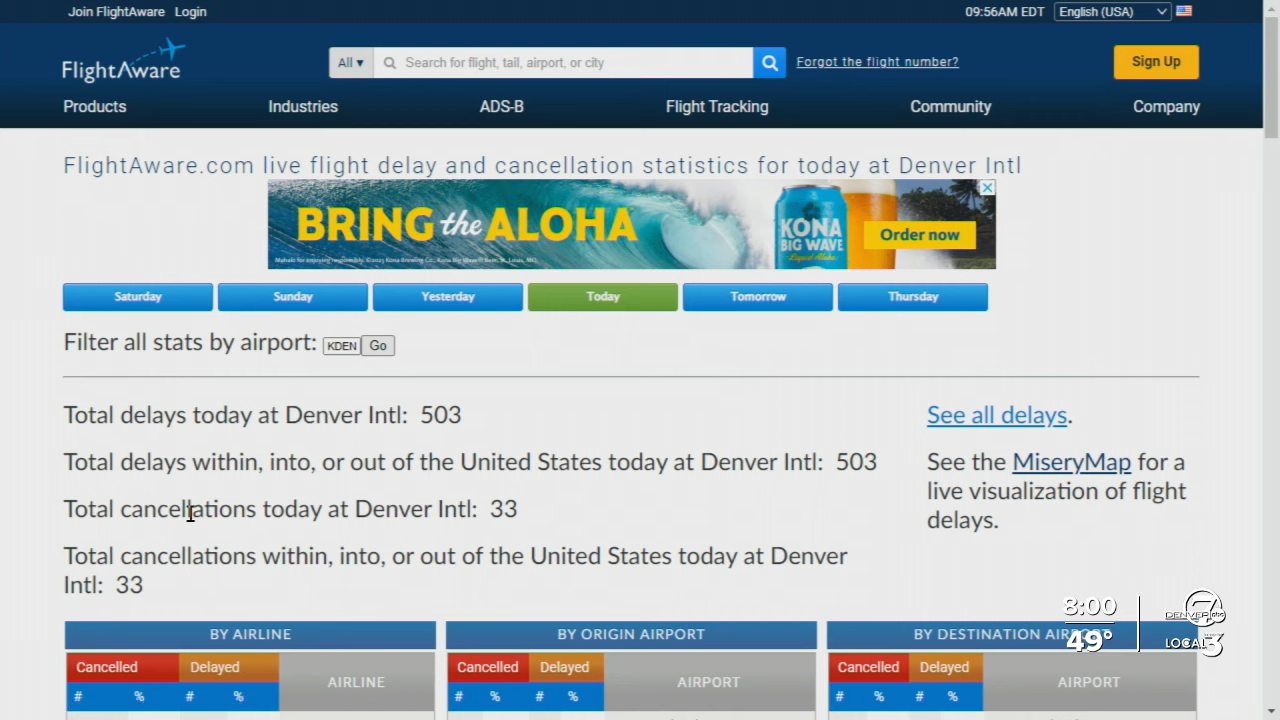 Join FlightAware Login 09:56AM EDT English (USA)
FlightAware All ▾ Search for flight, tail, airport, or city Forgot the flight number? Sign Up
Products Industries ADS-B Flight Tracking Community Company
FlightAware.com live flight delay and cancellation statistics for today at Denver Intl
BRING the ALOHA
KONA
BIG WAVE
Liquid Aloha
Order now
Saturday Sunday Yesterday Today Tomorrow Thursday
Filter all stats by airport: KDEN Go
Total delays today at Denver Intl: 503
See all delays.
Total delays within, into, or out of the United States today at Denver Intl: 503
See the MiseryMap for a
live visualization of flight
delays.
Total cancellations today at Denver Intl: 33
Total cancellations within, into, or out of the United States today at Denver
Intl: 33
8:00
49°
DENVER 7
LOCAL 3
BY AIRLINE BY ORIGIN AIRPORT BY DESTINATION AIRPORT
Cancelled Delayed AIRLINE Cancelled Delayed AIRPORT Cancelled Delayed AIRPORT
# % # % # % # % # % # %